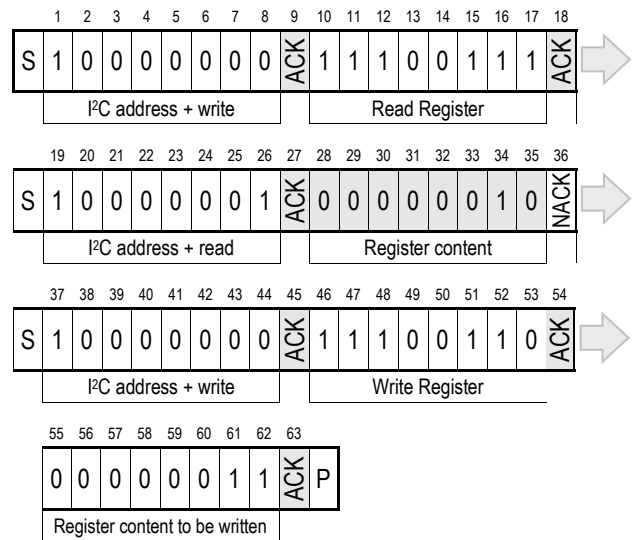 1 2 3 4 5 6 7 8 9 10 11 12 13 14 15 16 17 18
S 1 0 0 0 0 0 0 0 ACK 1 1 1 0 0 1 1 1 ACK
I²C address + write Read Register
19 20 21 22 23 24 25 26 27 28 29 30 31 32 33 34 35 36
S 1 0 0 0 0 0 0 1 ACK 0 0 0 0 0 0 1 0 NACK
I²C address + read Register content
37 38 39 40 41 42 43 44 45 46 47 48 49 50 51 52 53 54
S 1 0 0 0 0 0 0 0 ACK 1 1 1 0 0 1 1 0 ACK
I²C address + write Write Register
55 56 57 58 59 60 61 62 63
0 0 0 0 0 0 1 1 ACK P
Register content to be written